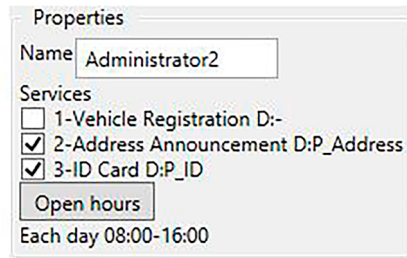 Properties
Name Administrator2
Services
1-Vehicle Registration D:-
2-Address Announcement D:P_Address
3-ID Card D:P_ID
Open hours
Each day 08:00-16:00